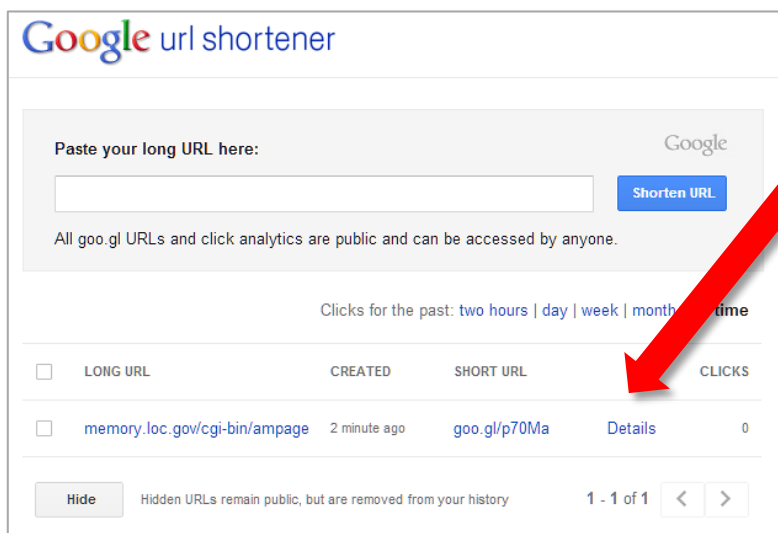 Google url shortener
Paste your long URL here:
Google
Shorten URL
All goo.gl URLs and click analytics are public and can be accessed by anyone.
Clicks for the past: two hours | day | week | month time
LONG URL CREATED SHORT URL CLICKS
memory.loc.gov/cgi-bin/ampage 2 minute ago goo.gl/p70Ma Details 0
Hide Hidden URLs remain public, but are removed from your history 1 - 1 of 1